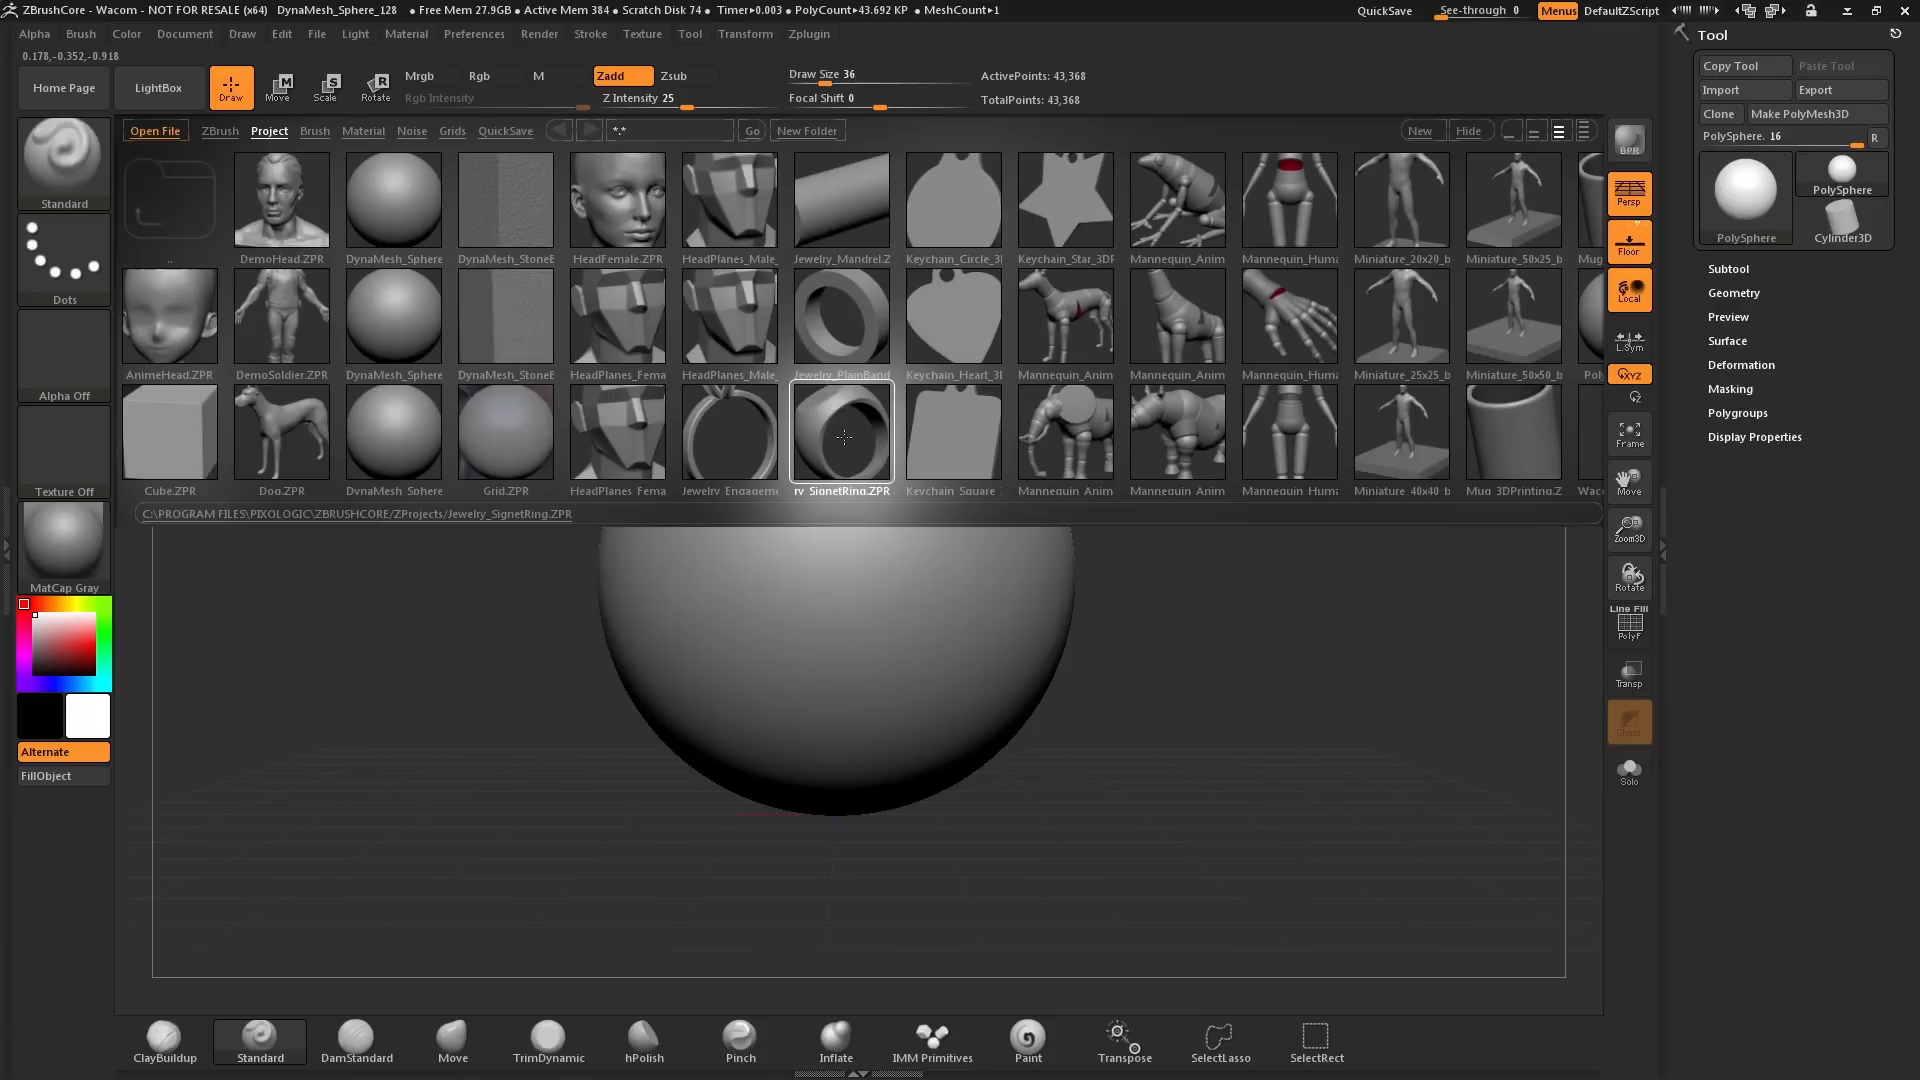 ZBrushCore - Wacom - NOT FOR RESALE (x64) DynaMesh_Sphere_128 ● Free Mem 27.9GB ● Active Mem 384 ● Scratch Disk 74 ● Timer▸0.003 ● PolyCount▸43.692 KP ● MeshCount▸1 QuickSave See-through 0 Menus DefaultZScript
Alpha Brush Color Document Draw Edit File Light Material Preferences Render Stroke Texture Tool Transform Zplugin
0.178,-0.352,-0.918
Home Page LightBox Draw Move Scale Rotate
Mrgb Rgb M Zadd Zsub Draw Size 36 ActivePoints: 43,368
Rgb Intensity Z Intensity 25 Focal Shift 0 TotalPoints: 43,368
Open File ZBrush Project Brush Material Noise Grids QuickSave *.* Go New Folder New Hide
.. DemoHead.ZPR DynaMesh_Sphere DynaMesh_StoneE HeadFemale.ZPR HeadPlanes_Male_ Jewelry_Mandrel.Z Keychain_Circle_3I Keychain_Star_3DF Mannequin_Anim Mannequin_Huma Miniature_20x20_b Miniature_50x25_b Mug
AnimeHead.ZPR DemoSoldier.ZPR DynaMesh_Sphere DynaMesh_StoneE HeadPlanes_Fema HeadPlanes_Male_ Jewelry_PlainBand Keychain_Heart_3I Mannequin_Anim Mannequin_Anim Mannequin_Huma Miniature_25x25_b Miniature_50x50_b Poly
Cube.ZPR Dog.ZPR DynaMesh_Sphere Grid.ZPR HeadPlanes_Fema Jewelry_Engageme ry_SignetRing.ZPR Keychain_Square_ Mannequin_Anim Mannequin_Anim Mannequin_Huma Miniature_40x40_b Mug_3DPrinting.Z Waco
C:\PROGRAM FILES\PIXOLOGIC\ZBRUSHCORE/ZProjects/Jewelry_SignetRing.ZPR
Standard
Dots
Alpha Off
Texture Off
MatCap Gray
Alternate
FillObject
BPR
Persp
Floor
Local
L.Sym
XYZ
Frame
Move
Zoom3D
Rotate
Line Fill
PolyF
Transp
Ghost
Solo
Tool
Copy Tool Paste Tool
Import Export
Clone Make PolyMesh3D
PolySphere. 16 R
PolySphere
PolySphere Cylinder3D
Subtool
Geometry
Preview
Surface
Deformation
Masking
Polygroups
Display Properties
ClayBuildup Standard DamStandard Move TrimDynamic hPolish Pinch Inflate IMM Primitives Paint Transpose SelectLasso SelectRect